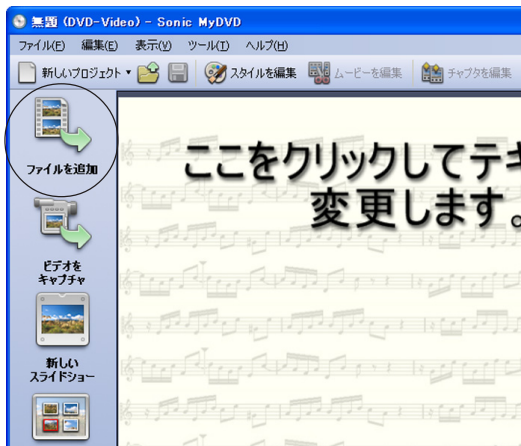 無題 (DVD-Video) - Sonic MyDVD
ファイル(F) 編集(E) 表示(V) ツール(T) ヘルプ(H)
新しいプロジェクト スタイルを編集 ムービーを編集 チャプタを編集
ファイルを追加
ここをクリックしてテキ
変更します。
ビデオを
キャプチャ
新しい
スライドショー